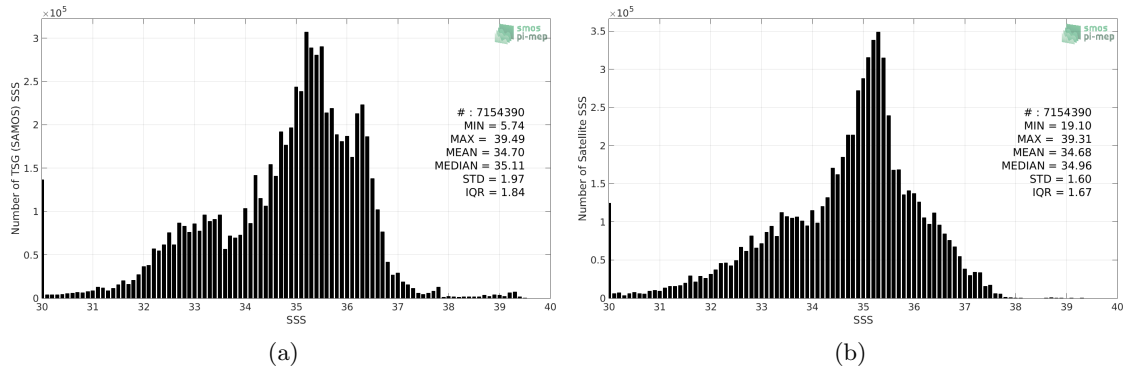 ×10^5
3
2.5
2
1.5
1
0.5
0
Number of TSG (SAMOS) SSS
30 31 32 33 34 35 36 37 38 39 40
SSS
smos
pi-mep
# : 7154390
MIN = 5.74
MAX = 39.49
MEAN = 34.70
MEDIAN = 35.11
STD = 1.97
IQR = 1.84
(a)
×10^5
3.5
3
2.5
2
1.5
1
0.5
0
Number of Satellite SSS
30 31 32 33 34 35 36 37 38 39 40
SSS
smos
pi-mep
# : 7154390
MIN = 19.10
MAX = 39.31
MEAN = 34.68
MEDIAN = 34.96
STD = 1.60
IQR = 1.67
(b)